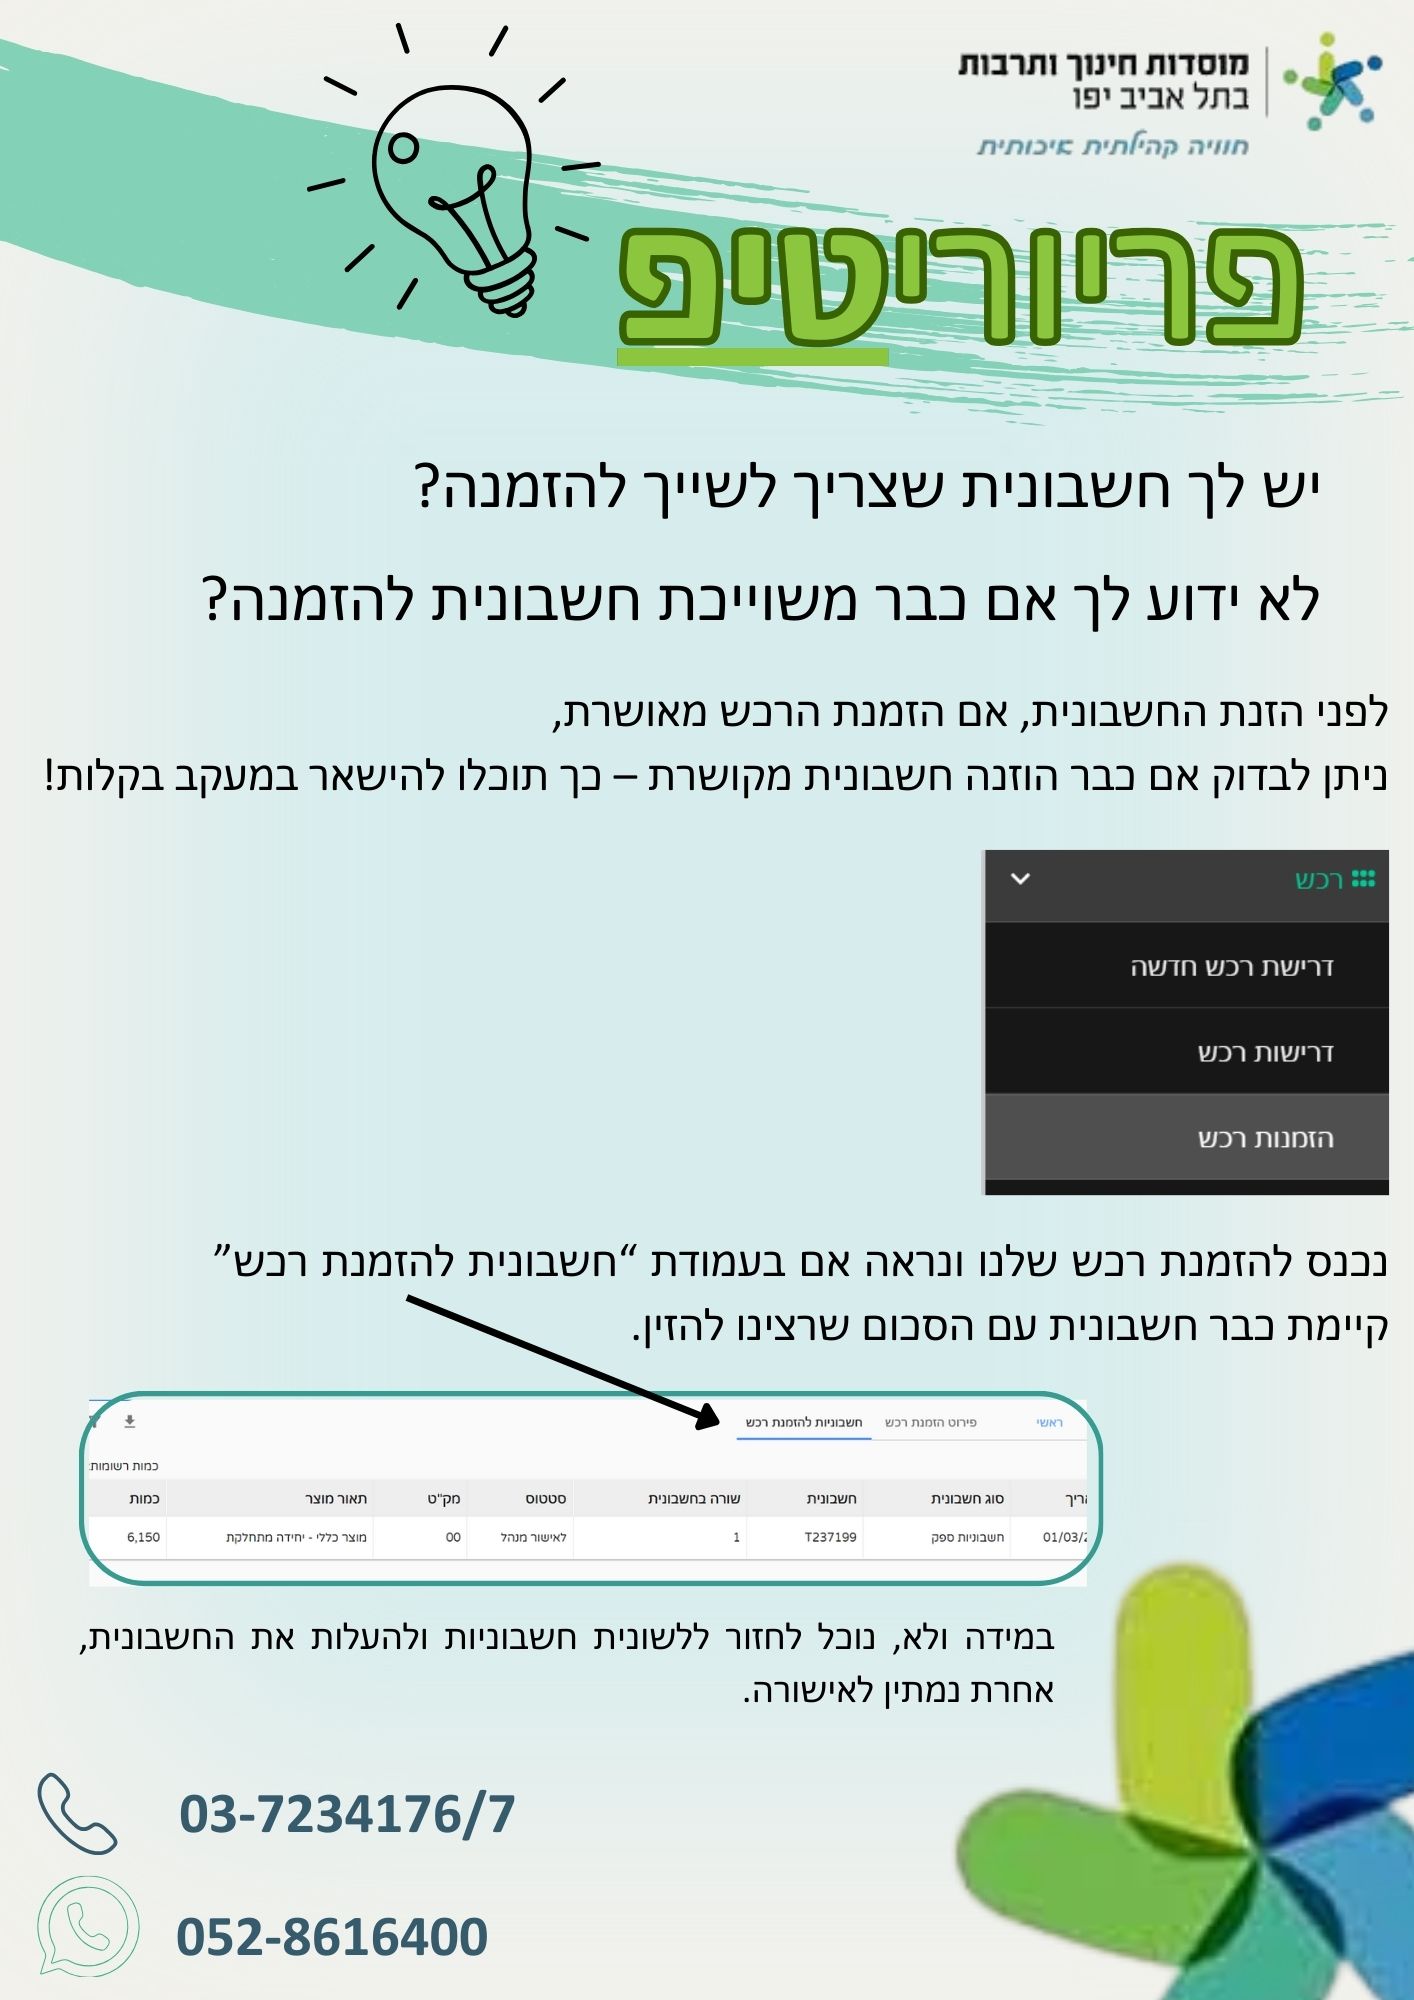 מוסדות חינוך ותרבות
בתל אביב יפו
חוויה קהילתית איכותית
פריוריטיפ
יש לך חשבונית שצריך לשייך להזמנה?
לא ידוע לך אם כבר משוייכת חשבונית להזמנה?
לפני הזנת החשבונית, אם הזמנת הרכש מאושרת,
ניתן לבדוק אם כבר הוזנה חשבונית מקושרת – כך תוכלו להישאר במעקב בקלות!
רכש
דרישת רכש חדשה
דרישות רכש
הזמנות רכש
נכנס להזמנת רכש שלנו ונראה אם בעמודת “חשבונית להזמנת רכש”
קיימת כבר חשבונית עם הסכום שרצינו להזין.
ראשי פירוט הזמנת רכש חשבוניות להזמנת רכש
כמות רשומות:
סוג חשבונית חשבונית שורה בחשבונית סטטוס מק"ט תאור מוצר כמות
01/03/2 חשבוניות ספק T237199 1 לאישור מנהל 00 מוצר כללי - יחידה מתחלקת 6,150
במידה ולא, נוכל לחזור ללשונית חשבוניות ולהעלות את החשבונית,
אחרת נמתין לאישורה.
03-7234176/7
052-8616400